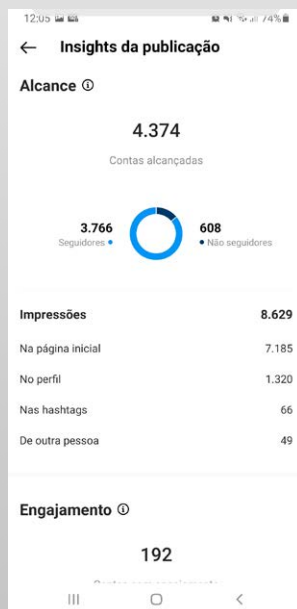 12:05 74%
Insights da publicação
Alcance
4.374
Contas alcançadas
3.766
Seguidores
608
Não seguidores
Impressões 8.629
Na página inicial 7.185
No perfil 1.320
Nas hashtags 66
De outra pessoa 49
Engajamento
192